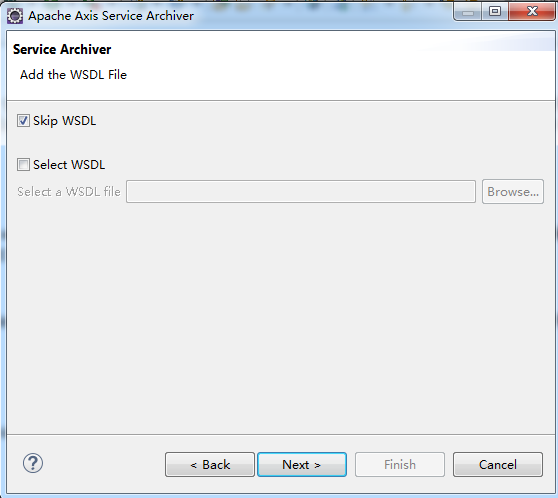 Apache Axis Service Archiver
Service Archiver
Add the WSDL File
Skip WSDL
Select WSDL
Select a WSDL file Browse...
< Back Next > Finish Cancel